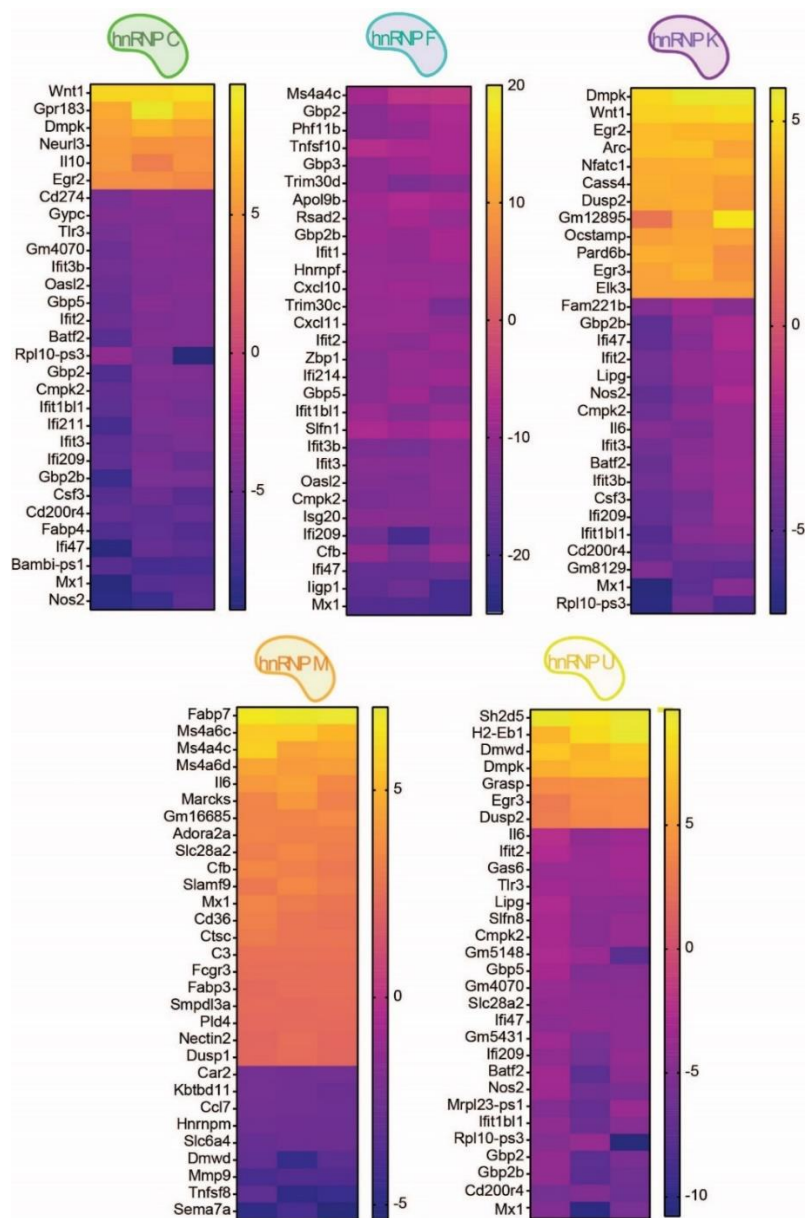 hnRNP C
Wnt1
Gpr183
Dmpk
Neurl3
Il10
Egr2
Cd274
Gypc
Tlr3
Gm4070
Ifit3b
Oasl2
Gbp5
Ifit2
Batf2
Rpl10-ps3
Gbp2
Cmpk2
Ifit1bl1
Ifi211
Ifit3
Ifi209
Gbp2b
Csf3
Cd200r4
Fabp4
Ifi47
Bambi-ps1
Mx1
Nos2
5
0
-5
hnRNP F
Ms4a4c
Gbp2
Phf11b
Tnfsf10
Gbp3
Trim30d
Apol9b
Rsad2
Gbp2b
Ifit1
Hnrnpf
Cxcl10
Trim30c
Cxcl11
Ifit2
Zbp1
Ifi214
Gbp5
Ifit1bl1
Slfn1
Ifit3b
Ifit3
Oasl2
Cmpk2
Isg20
Ifi209
Cfb
Ifi47
Iigp1
Mx1
20
10
0
-10
-20
hnRNP K
Dmpk
Wnt1
Egr2
Arc
Nfatc1
Cass4
Dusp2
Gm12895
Ocstamp
Pard6b
Egr3
Elk3
Fam221b
Gbp2b
Ifi47
Ifit2
Lipg
Nos2
Cmpk2
Il6
Ifit3
Batf2
Ifit3b
Csf3
Ifi209
Ifit1bl1
Cd200r4
Gm8129
Mx1
Rpl10-ps3
5
0
-5
hnRNP M
Fabp7
Ms4a6c
Ms4a4c
Ms4a6d
Il6
Marcks
Gm16685
Adora2a
Slc28a2
Cfb
Slamf9
Mx1
Cd36
Ctsc
C3
Fcgr3
Fabp3
Smpdl3a
Pld4
Nectin2
Dusp1
Car2
Kbtbd11
Ccl7
Hnrnpm
Slc6a4
Dmwd
Mmp9
Tnfsf8
Sema7a
5
0
-5
hnRNP U
Sh2d5
H2-Eb1
Dmwd
Dmpk
Grasp
Egr3
Dusp2
Il6
Ifit2
Gas6
Tlr3
Lipg
Slfn8
Cmpk2
Gm5148
Gbp5
Gm4070
Slc28a2
Ifi47
Gm5431
Ifi209
Batf2
Nos2
Mrpl23-ps1
Ifit1bl1
Rpl10-ps3
Gbp2
Gbp2b
Cd200r4
Mx1
5
0
-5
-10